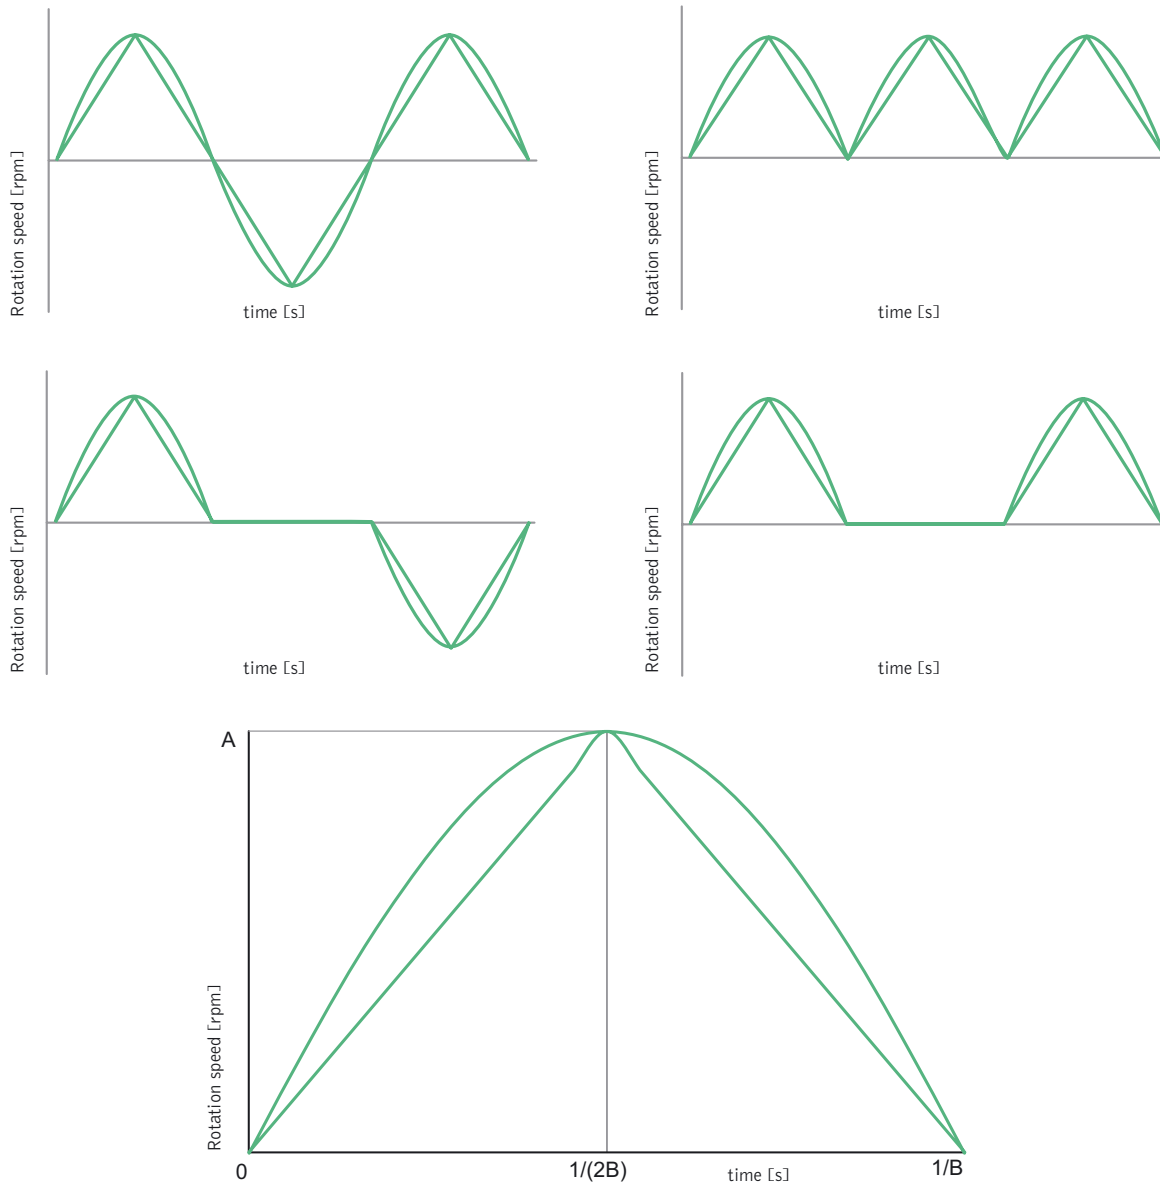 Rotation speed [rpm]
time [s]
Rotation speed [rpm]
time [s]
Rotation speed [rpm]
time [s]
Rotation speed [rpm]
time [s]
A
Rotation speed [rpm]
0
1/(2B)
time [s]
1/B